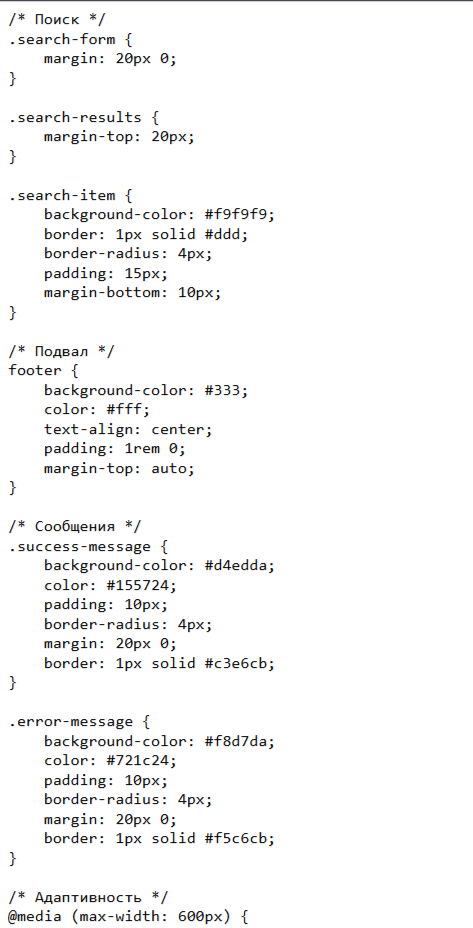 /* Поиск */
.search-form {
    margin: 20px 0;
}

.search-results {
    margin-top: 20px;
}

.search-item {
    background-color: #f9f9f9;
    border: 1px solid #ddd;
    border-radius: 4px;
    padding: 15px;
    margin-bottom: 10px;
}

/* Подвал */
footer {
    background-color: #333;
    color: #fff;
    text-align: center;
    padding: 1rem 0;
    margin-top: auto;
}

/* Сообщения */
.success-message {
    background-color: #d4edda;
    color: #155724;
    padding: 10px;
    border-radius: 4px;
    margin: 20px 0;
    border: 1px solid #c3e6cb;
}

.error-message {
    background-color: #f8d7da;
    color: #721c24;
    padding: 10px;
    border-radius: 4px;
    margin: 20px 0;
    border: 1px solid #f5c6cb;
}

/* Адаптивность */
@media (max-width: 600px) {